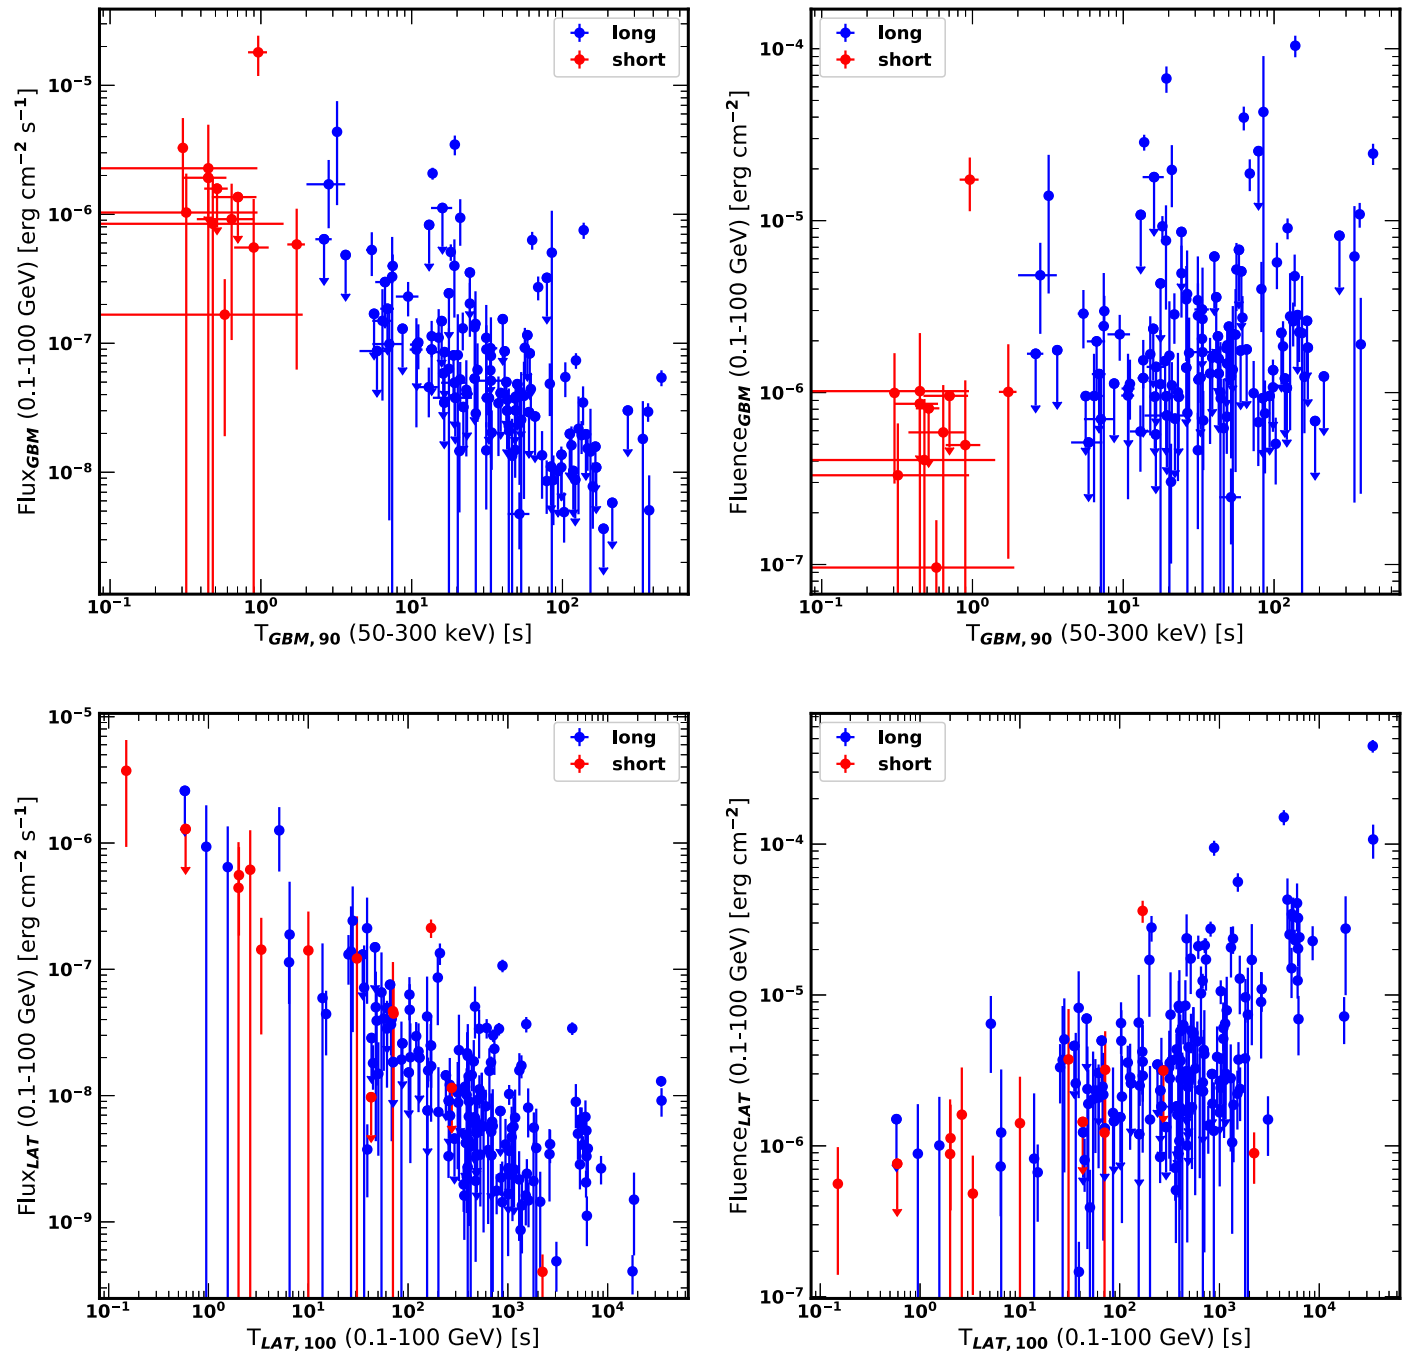 long
short
10⁻⁵
10⁻⁶
10⁻⁷
10⁻⁸
Flux_GBM (0.1-100 GeV) [erg cm⁻² s⁻¹]
10⁻¹ 10⁰ 10¹ 10²
T_GBM, 90 (50-300 keV) [s]
long
short
10⁻⁴
10⁻⁵
10⁻⁶
10⁻⁷
Fluence_GBM (0.1-100 GeV) [erg cm⁻²]
10⁻¹ 10⁰ 10¹ 10²
T_GBM, 90 (50-300 keV) [s]
long
short
10⁻⁵
10⁻⁶
10⁻⁷
10⁻⁸
10⁻⁹
Flux_LAT (0.1-100 GeV) [erg cm⁻² s⁻¹]
10⁻¹ 10⁰ 10¹ 10² 10³ 10⁴
T_LAT, 100 (0.1-100 GeV) [s]
long
short
10⁻⁴
10⁻⁵
10⁻⁶
10⁻⁷
Fluence_LAT (0.1-100 GeV) [erg cm⁻²]
10⁻¹ 10⁰ 10¹ 10² 10³ 10⁴
T_LAT, 100 (0.1-100 GeV) [s]